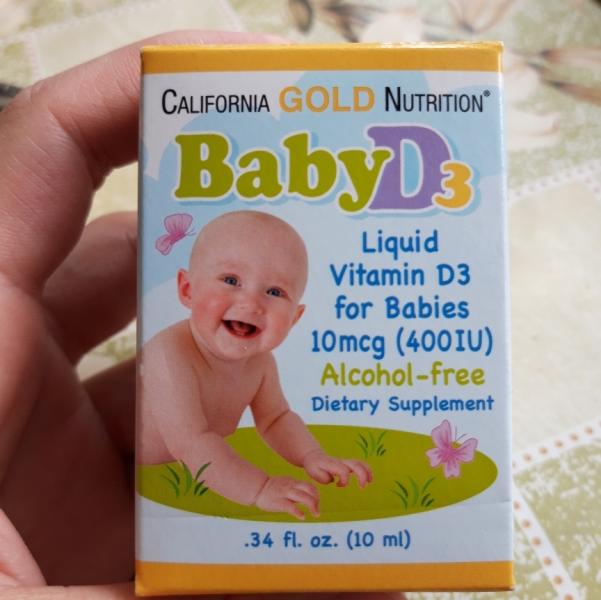 CALIFORNIA GOLD NUTRITION®
BabyD3
Liquid
Vitamin D3
for Babies
10mcg (400IU)
Alcohol-free
Dietary Supplement
.34 fl. oz. (10 ml)